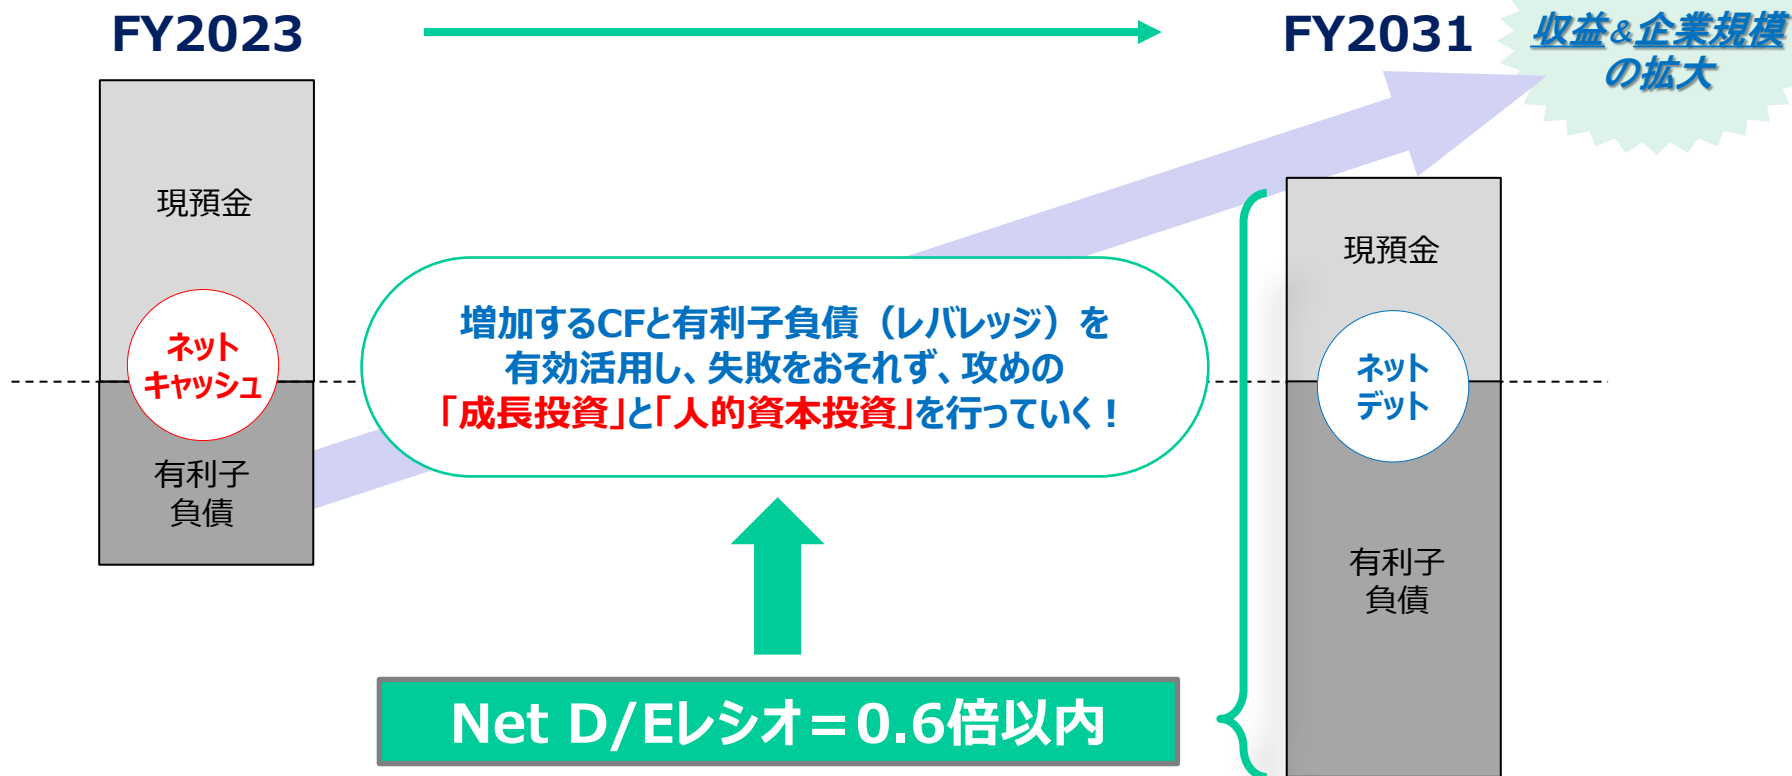 FY2023
FY2031
収益&企業規模
の拡大
現預金
ネット
キャッシュ
有利子
負債
増加するCFと有利子負債（レバレッジ）を
有効活用し、失敗をおそれず、攻めの
「成長投資」と「人的資本投資」を行っていく！
Net D/Eレシオ＝0.6倍以内
現預金
ネット
デット
有利子
負債